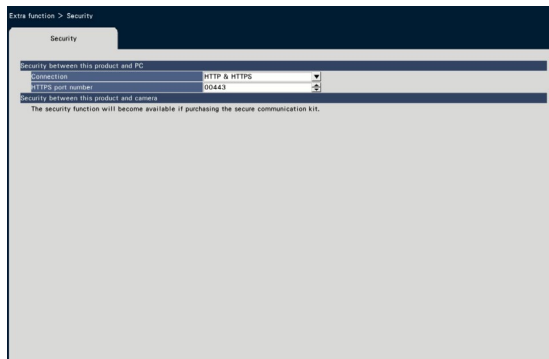 Extra function > Security
Security
Security between this product and PC
Connection HTTP & HTTPS
HTTPS port number 00443
Security between this product and camera
The security function will become available if purchasing the secure communication kit.